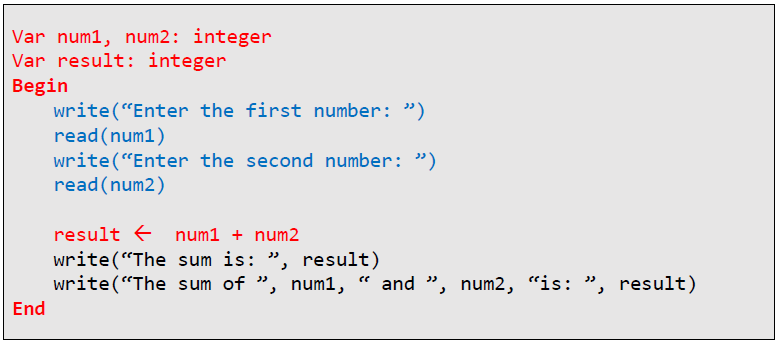 Var num1, num2: integer
Var result: integer
Begin
write(“Enter the first number: ”)
read(num1)
write(“Enter the second number: ”)
read(num2)
result ← num1 + num2
write(“The sum is: ”, result)
write(“The sum of ”, num1, “ and ”, num2, “is: ”, result)
End